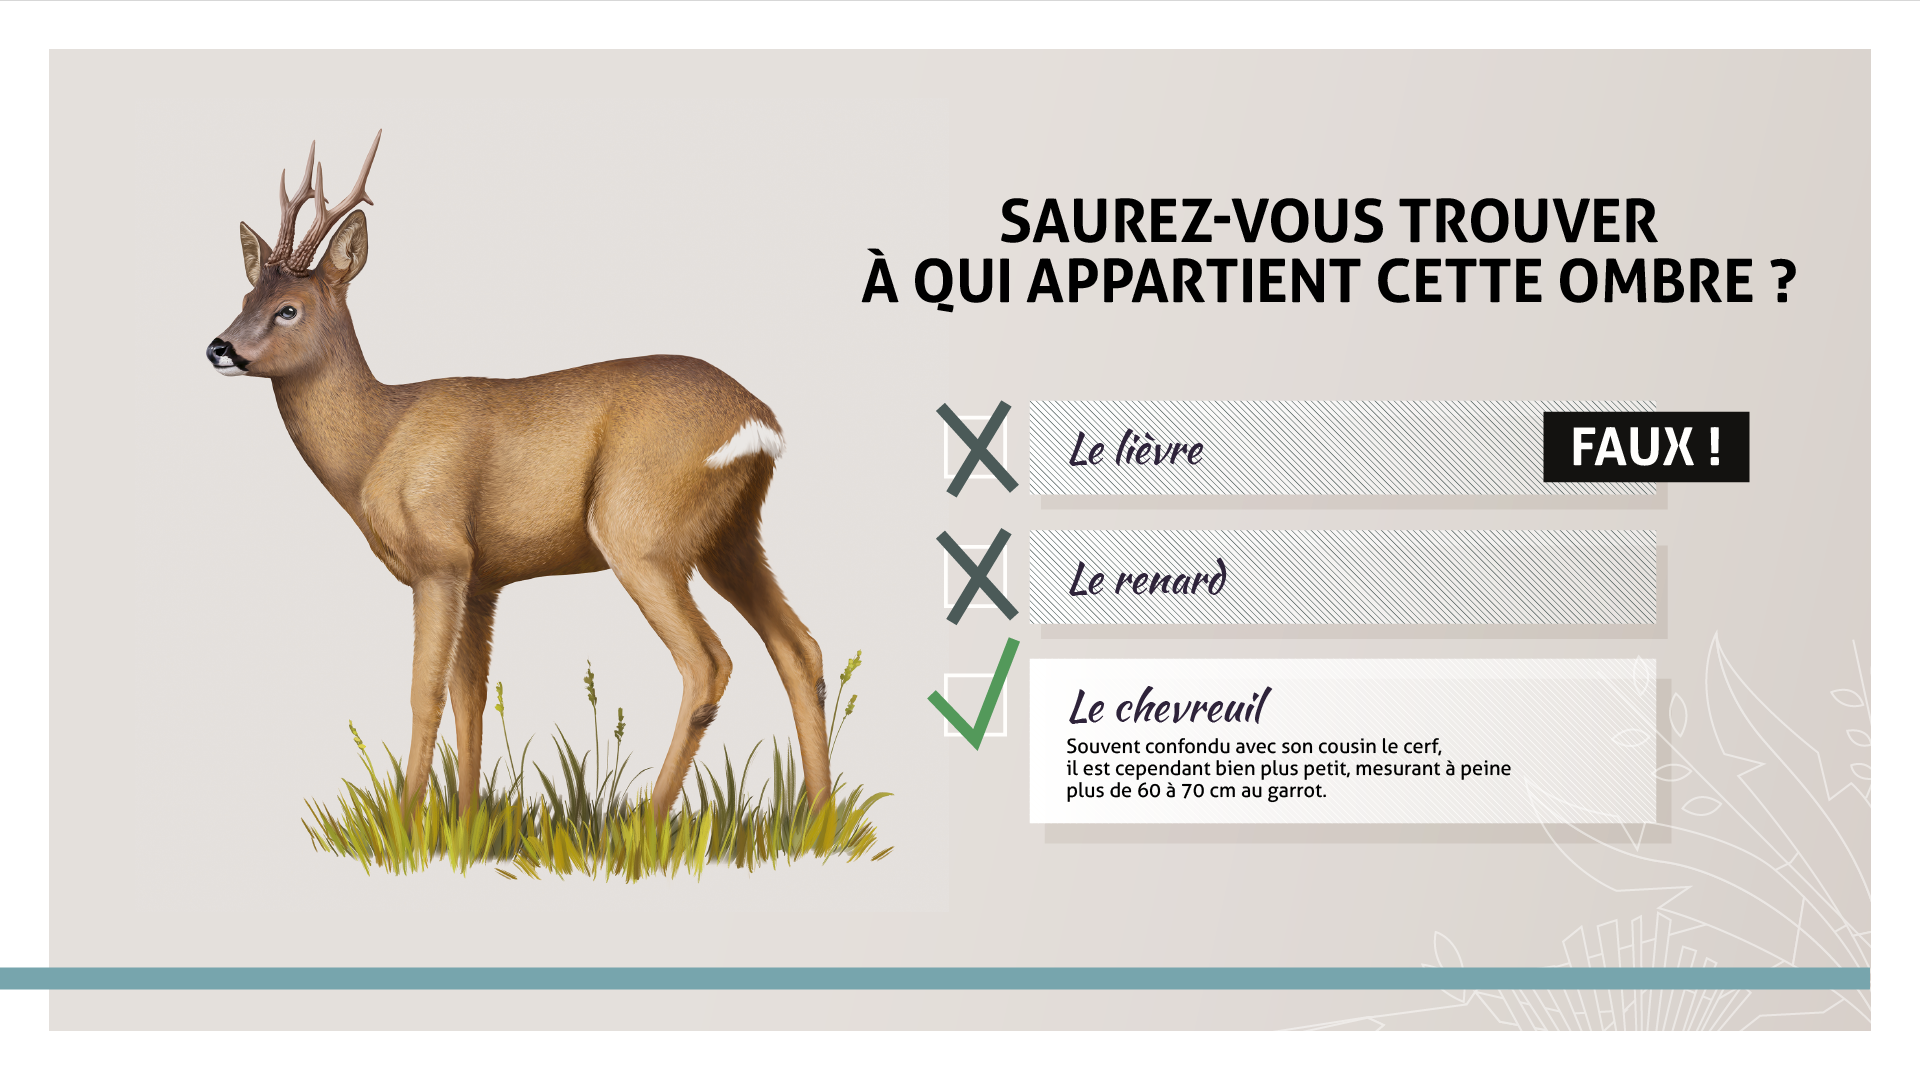 SAUREZ-VOUS TROUVER
À QUI APPARTIENT CETTE OMBRE ?
Le lièvre
FAUX !
Le renard
Le chevreuil
Souvent confondu avec son cousin le cerf,
il est cependant bien plus petit, mesurant à peine
plus de 60 à 70 cm au garrot.